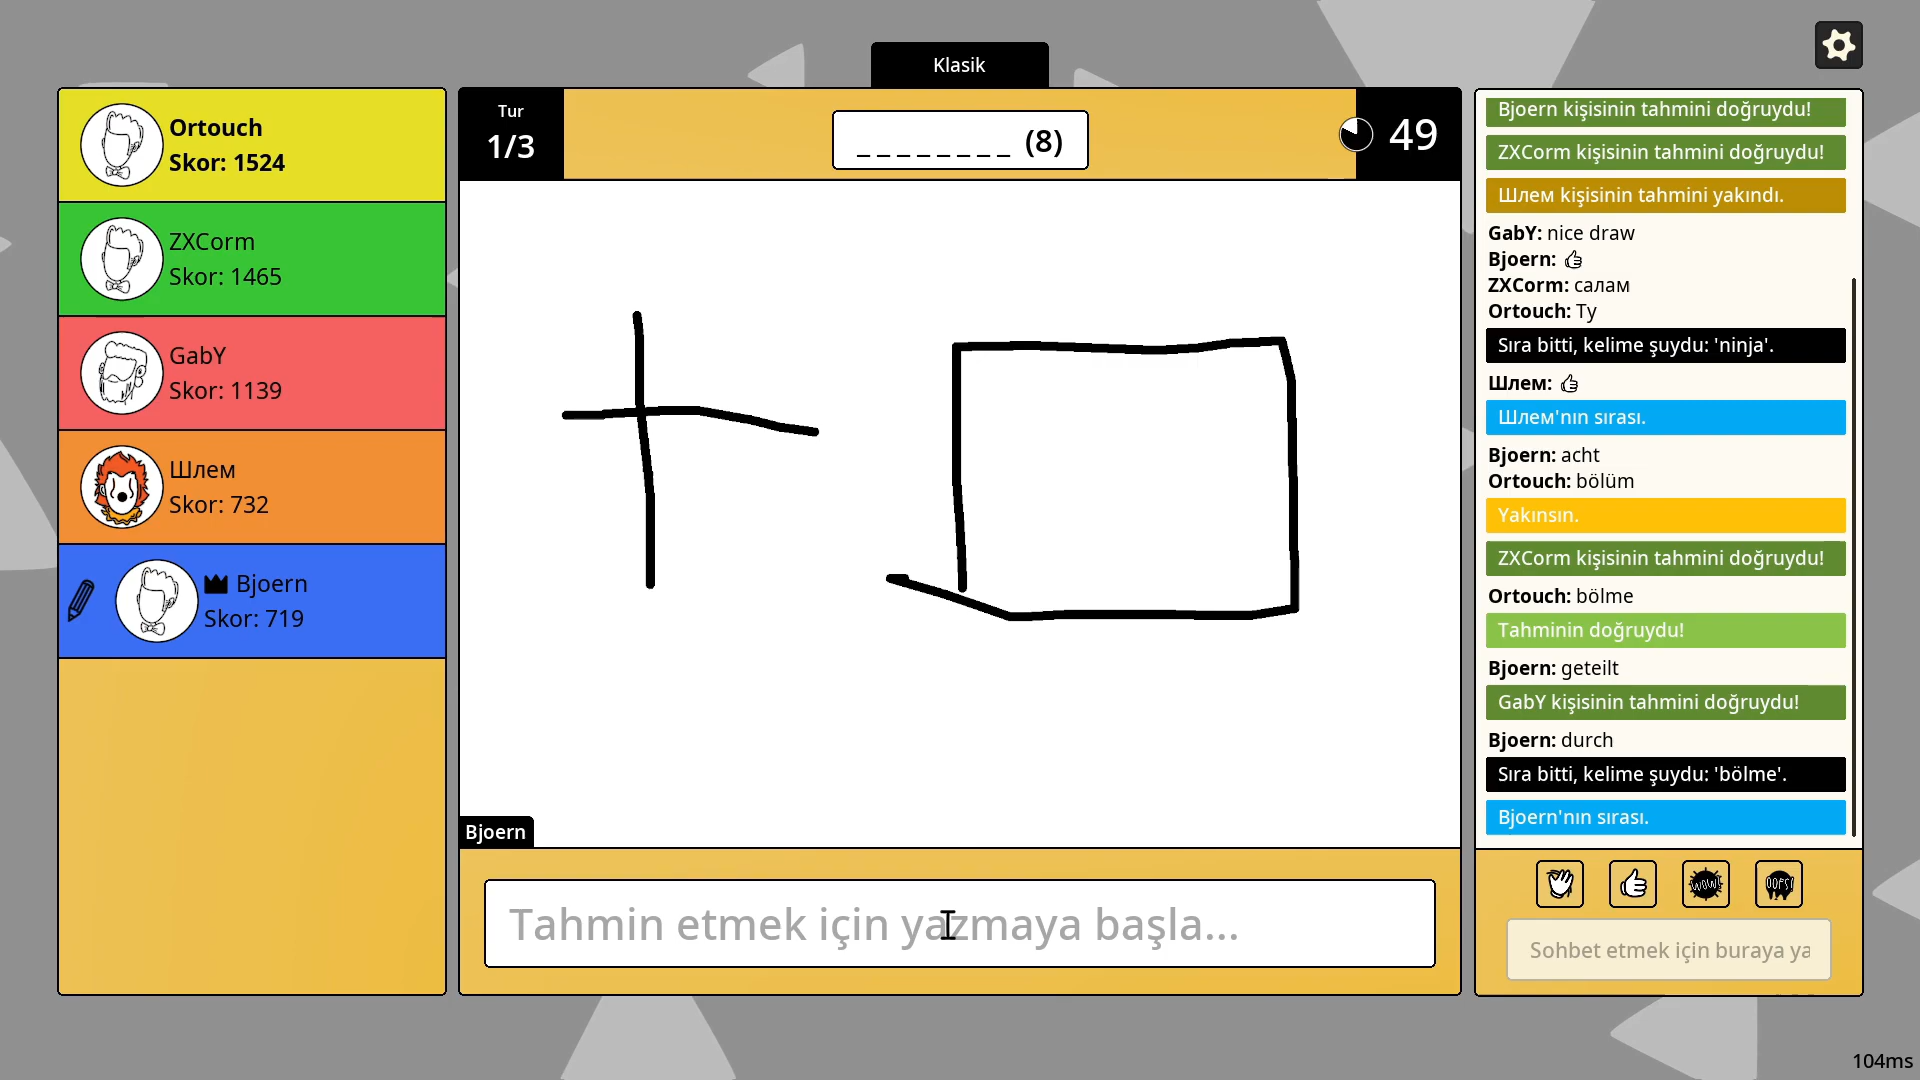 Klasik
Ortouch
Skor: 1524
ZXCorm
Skor: 1465
GabY
Skor: 1139
Шлем
Skor: 732
Bjoern
Skor: 719
Tur
1/3
_ _ _ _ _ _ _ _ (8)
49
Bjoern
Tahmin etmek için yazmaya başla...
Bjoern kişisinin tahmini doğruydu!
ZXCorm kişisinin tahmini doğruydu!
Шлем kişisinin tahmini yakındı.
GabY: nice draw
Bjoern:
ZXCorm: салам
Ortouch: Ty
Sıra bitti, kelime şuydu: 'ninja'.
Шлем:
Шлем'nın sırası.
Bjoern: acht
Ortouch: bölüm
Yakınsın.
ZXCorm kişisinin tahmini doğruydu!
Ortouch: bölme
Tahminin doğruydu!
Bjoern: geteilt
GabY kişisinin tahmini doğruydu!
Bjoern: durch
Sıra bitti, kelime şuydu: 'bölme'.
Bjoern'nın sırası.
WOW!
OOPS!
Sohbet etmek için buraya ya
104ms